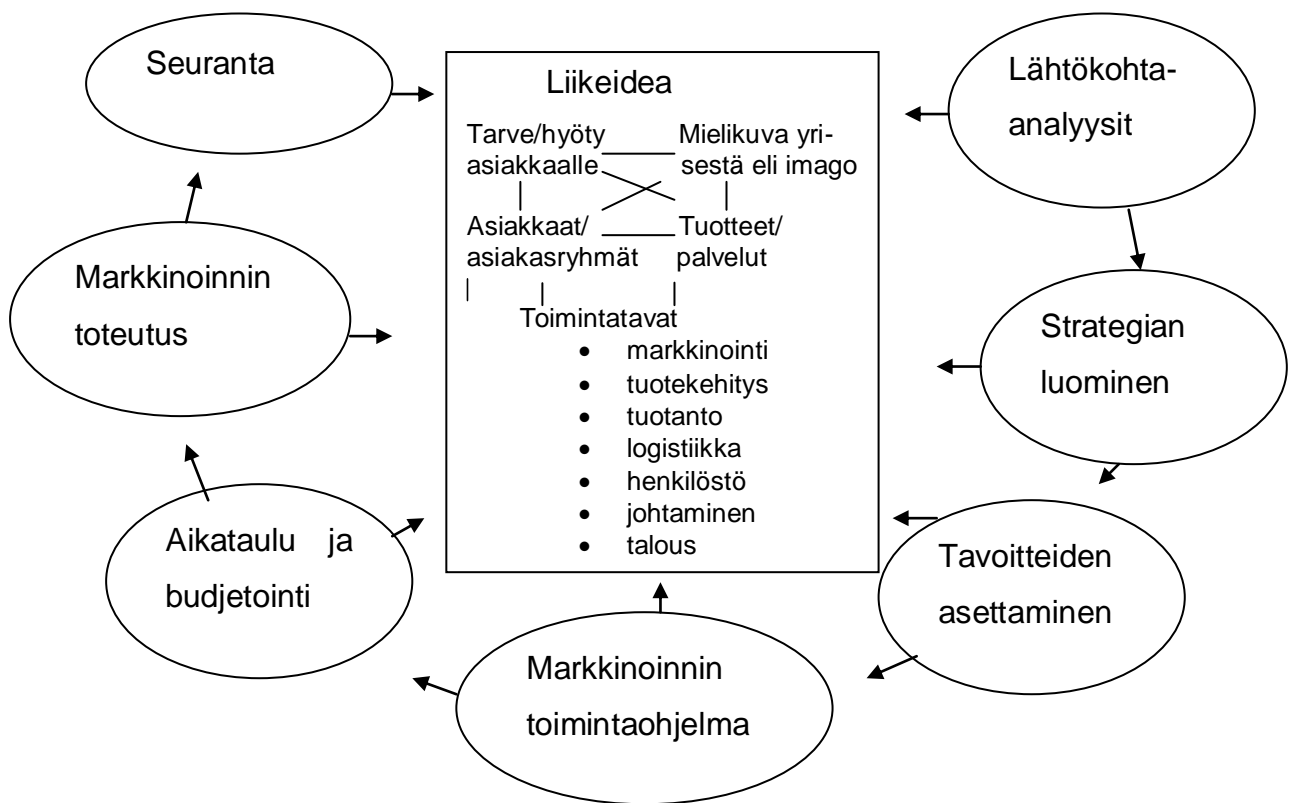 Seuranta
Liikeidea
Tarve/hyöty
asiakkaalle
Mielikuva yri-
sestä eli imago
Asiakkaat/
asiakasryhmät
Tuotteet/
palvelut
Toimintatavat
• markkinointi
• tuotekehitys
• tuotanto
• logistiikka
• henkilöstö
• johtaminen
• talous
Lähtökohta-
analyysit
Strategian
luominen
Tavoitteiden
asettaminen
Markkinoinnin
toimintaohjelma
Aikataulu ja
budjetointi
Markkinoinnin
toteutus